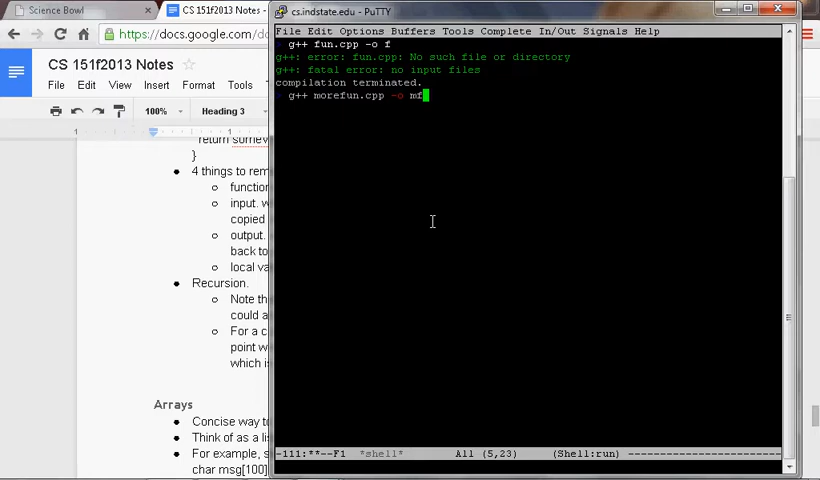 Science Bowl
CS 151f2013 Notes -
https://docs.google.com/
CS 151f2013 Notes
File Edit View Insert Format Tools
100% Heading 3
return somev
}
4 things to rem
function
input. w
copied
output.
back to
local va
Recursion.
Note th
could a
For a c
point w
which is
Arrays
Concise way to
Think of as a lis
For example, s
char msg[100]
cs.indstate.edu - PuTTY
File Edit Options Buffers Tools Complete In/Out Signals Help
g++ fun.cpp -o f
g++: error: fun.cpp: No such file or directory
g++: fatal error: no input files
compilation terminated.
g++ morefun.cpp -o mf
-111:**--F1 *shell* All (5,23) (Shell:run)